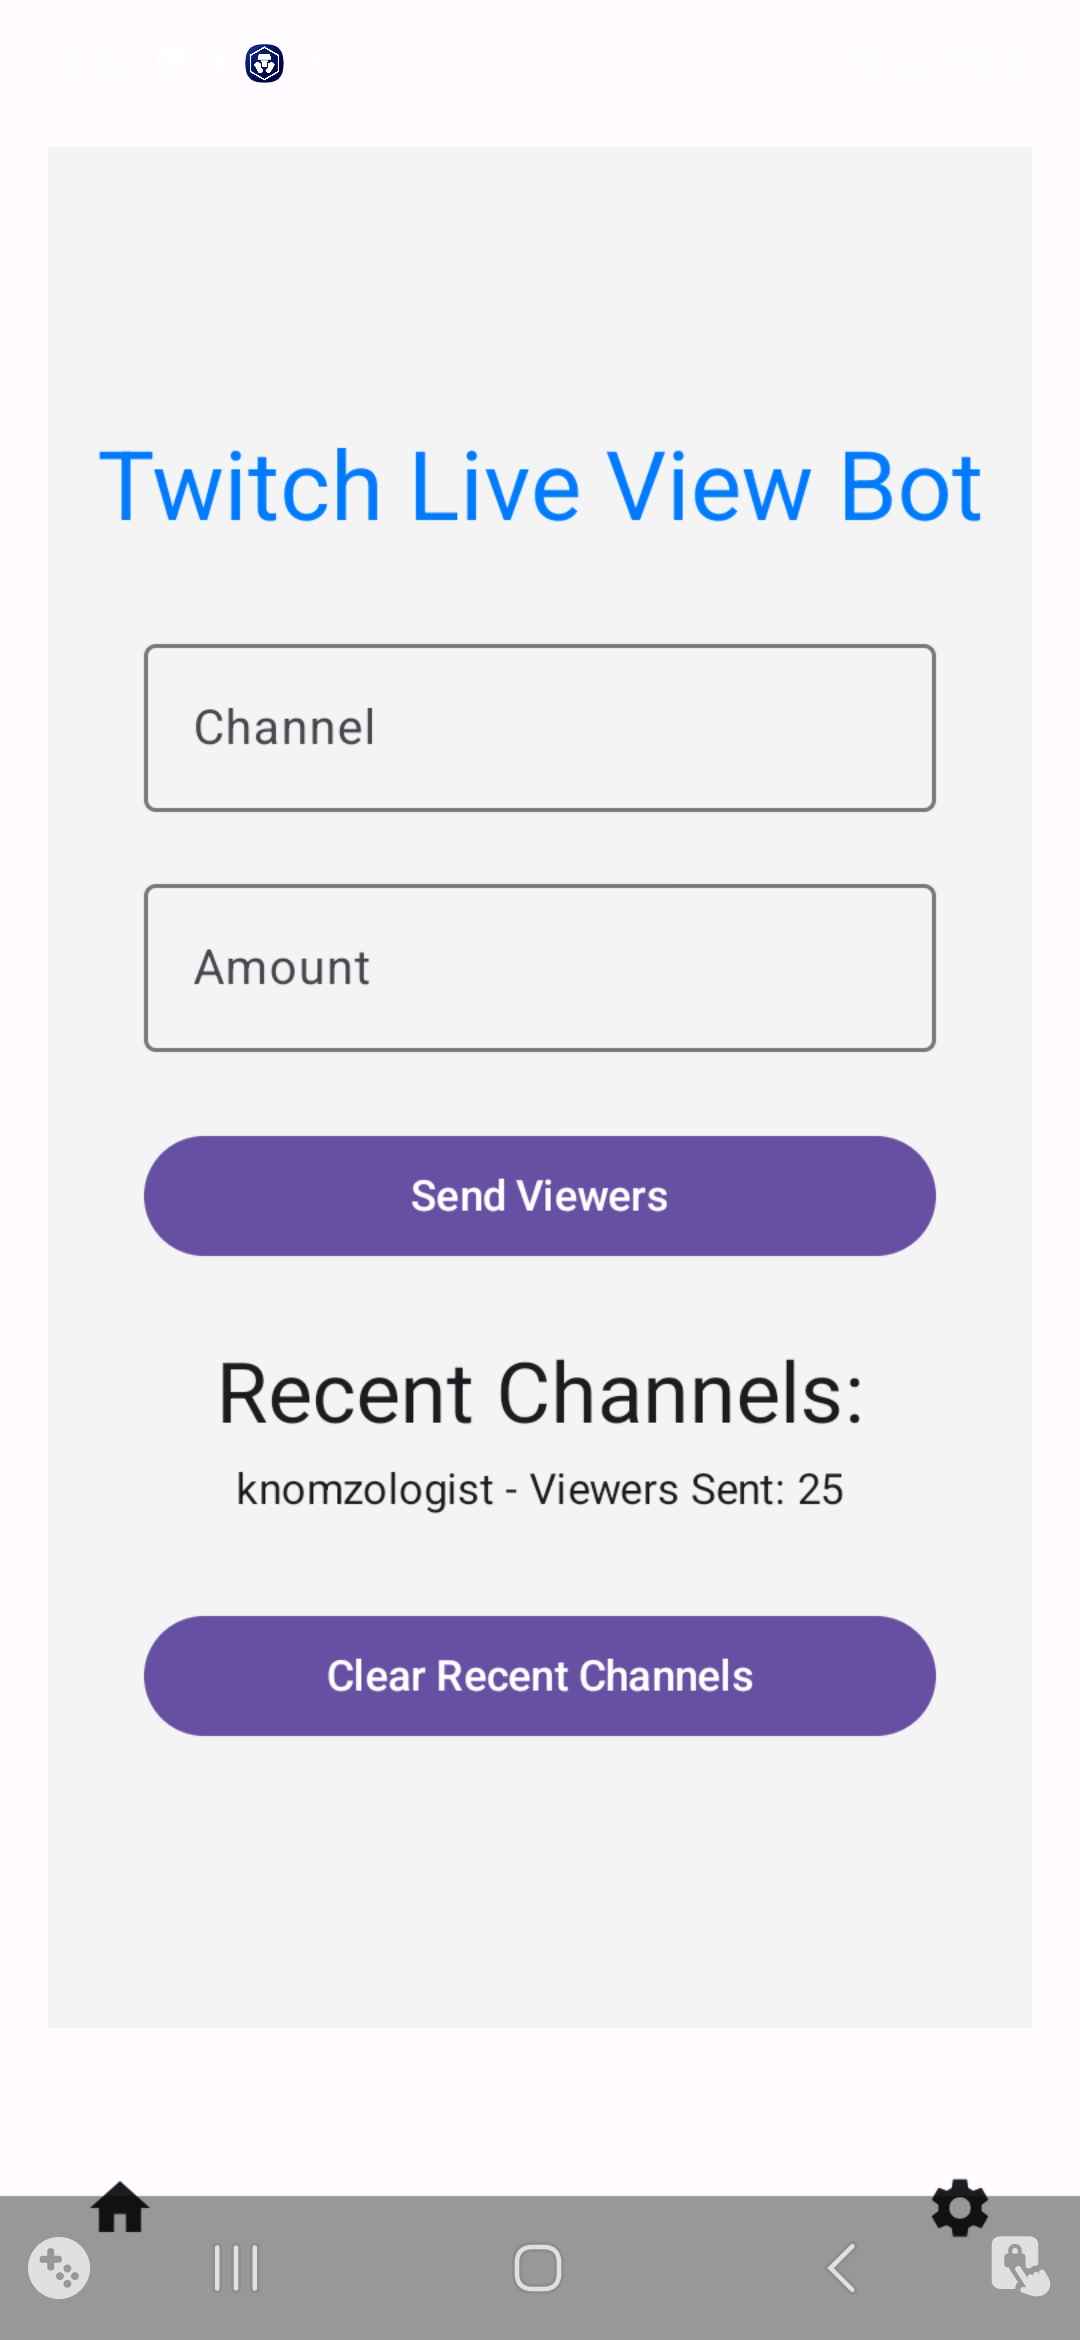 Twitch Live View Bot
Channel
Amount
Send Viewers
Recent Channels:
knomzologist - Viewers Sent: 25
Clear Recent Channels